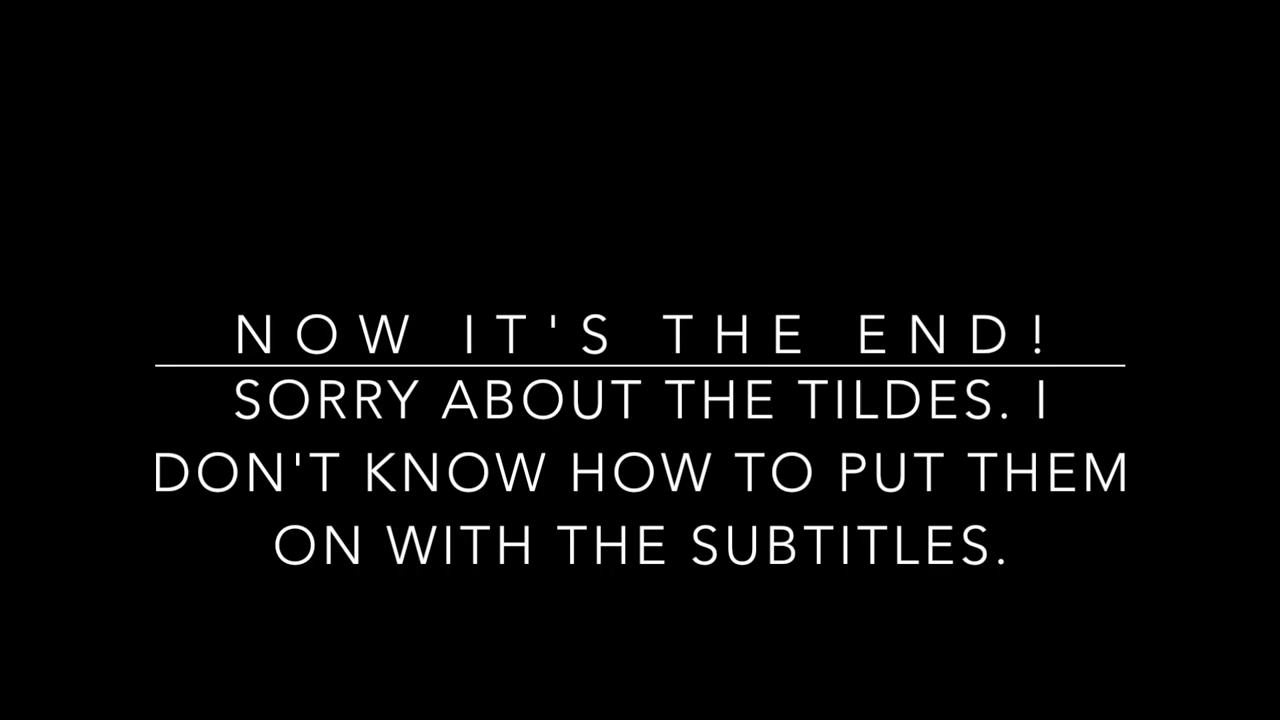 NOW IT'S THE END!
SORRY ABOUT THE TILDES. I
DON'T KNOW HOW TO PUT THEM
ON WITH THE SUBTITLES.